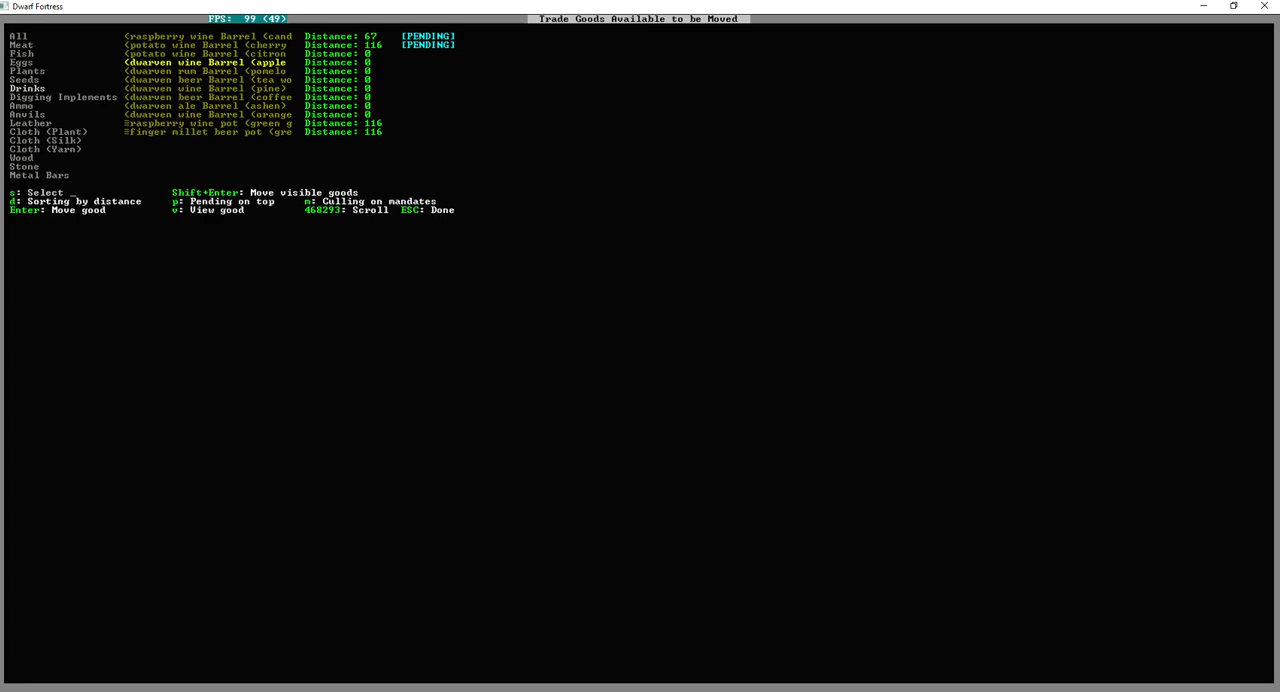 Dwarf Fortress
FPS: 99 (49) Trade Goods Available to be Moved
All (raspberry wine Barrel (cand Distance: 67 [PENDING]
Meat (potato wine Barrel (cherry Distance: 116 [PENDING]
Fish (potato wine Barrel (citron Distance: 0
Eggs (dwarven wine Barrel (apple Distance: 0
Plants (dwarven rum Barrel (pomelo Distance: 0
Seeds (dwarven beer Barrel (tea wo Distance: 0
Drinks (dwarven wine Barrel (pine) Distance: 0
Digging Implements (dwarven beer Barrel (coffee Distance: 0
Ammo (dwarven ale Barrel (ashen) Distance: 0
Anvils (dwarven wine Barrel (orange Distance: 0
Leather ≡raspberry wine pot (green g Distance: 116
Cloth (Plant) ≡finger millet beer pot (gre Distance: 116
Cloth (Silk)
Cloth (Yarn)
Wood
Stone
Metal Bars
s: Select _ Shift+Enter: Move visible goods
d: Sorting by distance p: Pending on top m: Culling on mandates
Enter: Move good v: View good 468293: Scroll ESC: Done